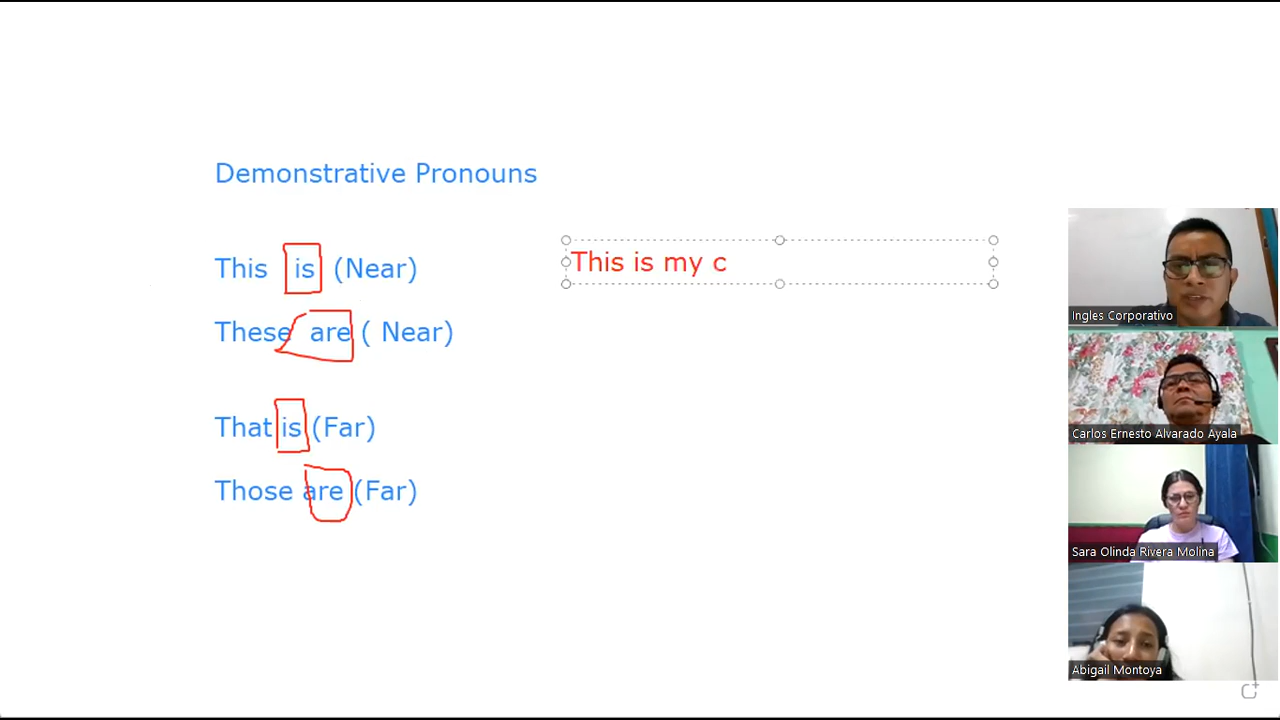 Demonstrative Pronouns
This is (Near)
This is my c
These are ( Near)
That is (Far)
Those are (Far)
Ingles Corporativo
Carlos Ernesto Alvarado Ayala
Sara Olinda Rivera Molina
Abigail Montoya